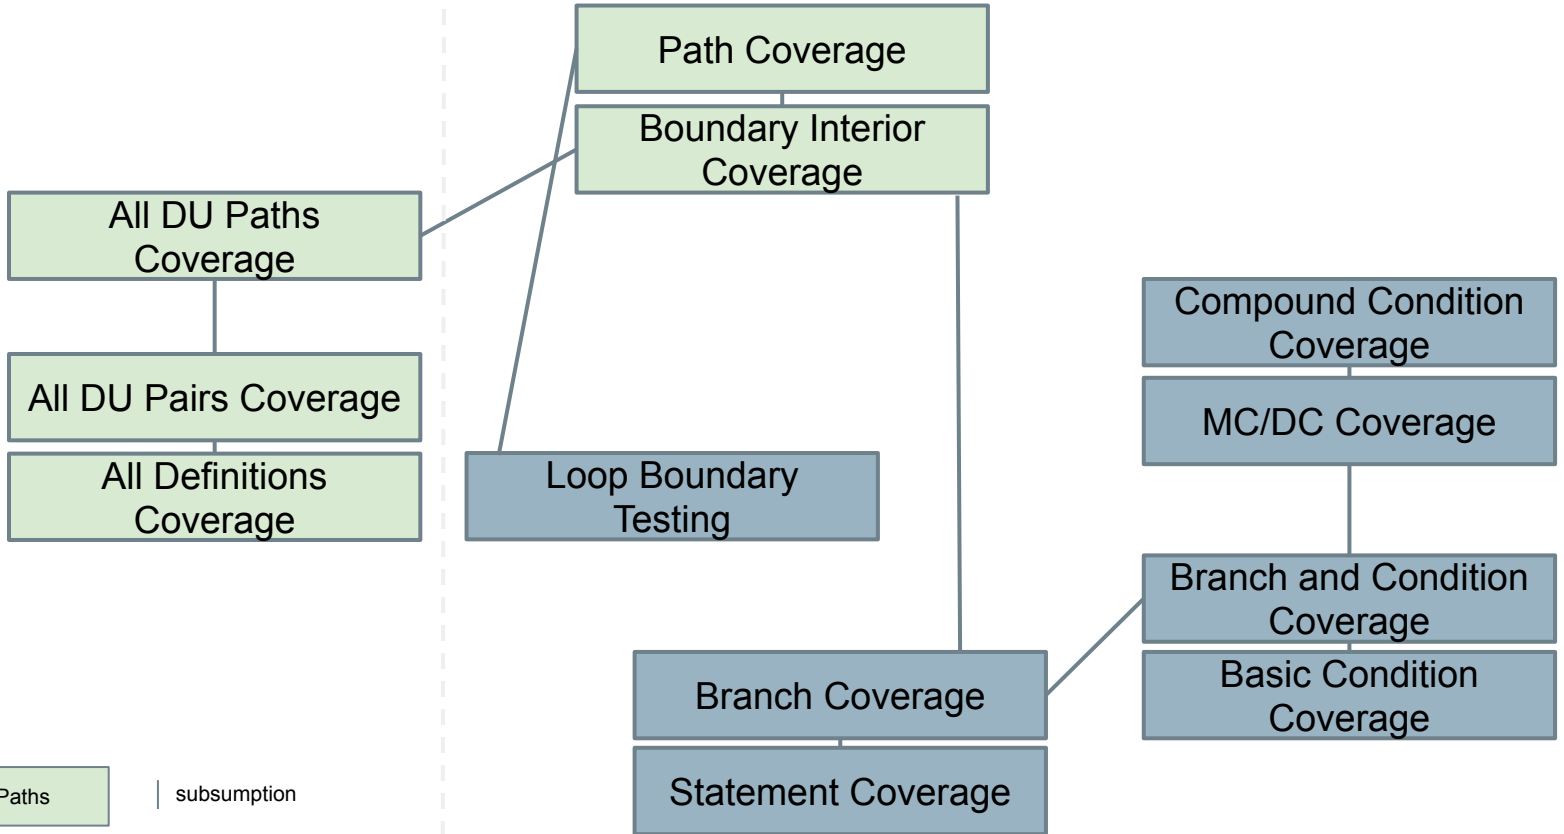 Path Coverage
Boundary Interior
Coverage
All DU Paths
Coverage
All DU Pairs Coverage
All Definitions
Coverage
Loop Boundary
Testing
Compound Condition
Coverage
MC/DC Coverage
Branch and Condition
Coverage
Basic Condition
Coverage
Branch Coverage
Statement Coverage
Paths
subsumption